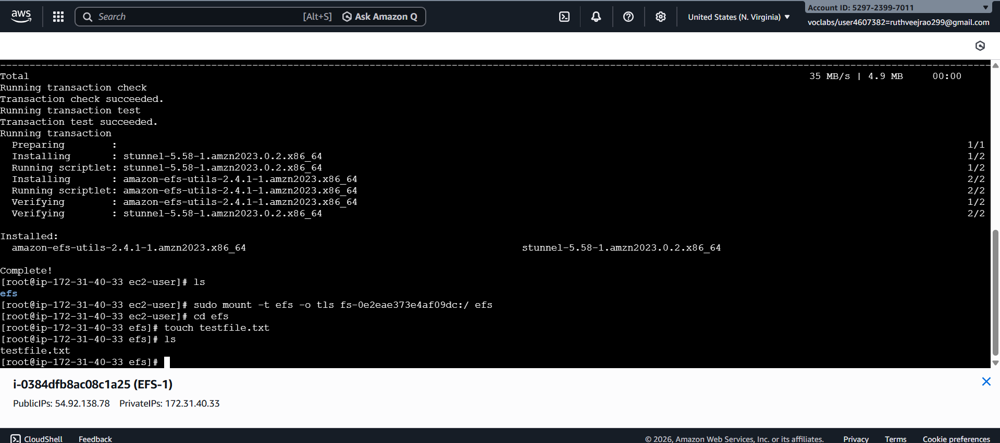 aws
Search [Alt+S] Ask Amazon Q
United States (N. Virginia) ▼
Account ID: 5297-2399-7011 ▼
voclabs/user4607382=ruthveejrao299@gmail.com
Total 35 MB/s | 4.9 MB 00:00
Running transaction check
Transaction check succeeded.
Running transaction test
Transaction test succeeded.
Running transaction
Preparing : 1/1
Installing : stunnel-5.58-1.amzn2023.0.2.x86_64 1/2
Running scriptlet: stunnel-5.58-1.amzn2023.0.2.x86_64 1/2
Installing : amazon-efs-utils-2.4.1-1.amzn2023.x86_64 2/2
Running scriptlet: amazon-efs-utils-2.4.1-1.amzn2023.x86_64 2/2
Verifying : amazon-efs-utils-2.4.1-1.amzn2023.x86_64 1/2
Verifying : stunnel-5.58-1.amzn2023.0.2.x86_64 2/2
Installed:
amazon-efs-utils-2.4.1-1.amzn2023.x86_64 stunnel-5.58-1.amzn2023.0.2.x86_64
Complete!
[root@ip-172-31-40-33 ec2-user]# ls
efs
[root@ip-172-31-40-33 ec2-user]# sudo mount -t efs -o tls fs-0e2eae373e4af09dc:/ efs
[root@ip-172-31-40-33 ec2-user]# cd efs
[root@ip-172-31-40-33 efs]# touch testfile.txt
[root@ip-172-31-40-33 efs]# ls
testfile.txt
[root@ip-172-31-40-33 efs]#
i-0384dfb8ac08c1a25 (EFS-1)
PublicIPs: 54.92.138.78 PrivateIPs: 172.31.40.33
CloudShell Feedback © 2026, Amazon Web Services, Inc. or its affiliates. Privacy Terms Cookie preferences